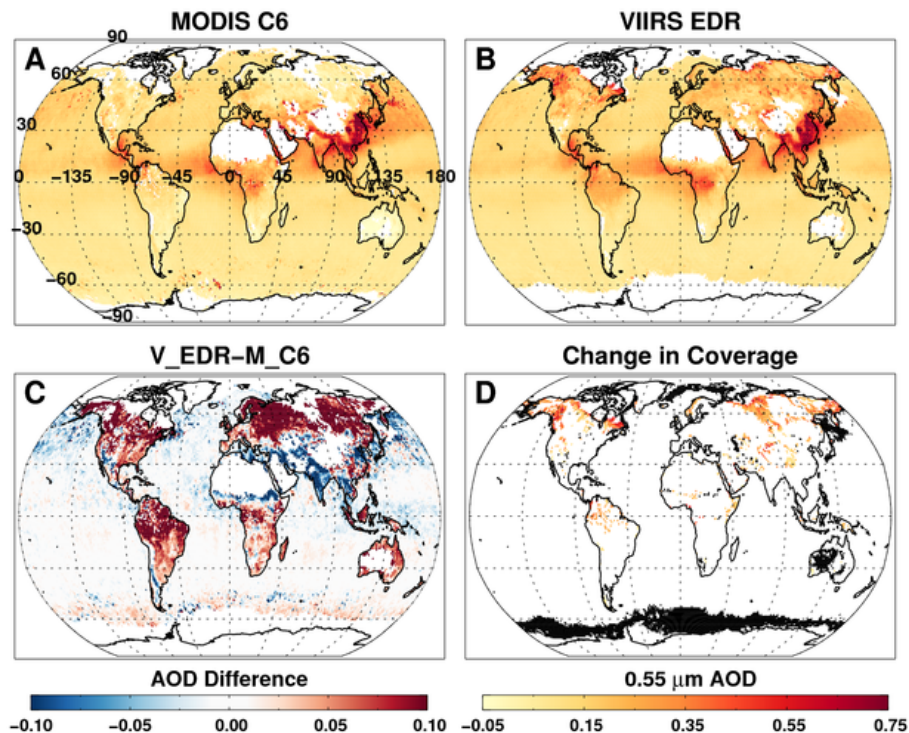 MODIS C6
VIIRS EDR
A
B
90
60
30
0 −135 −90 −45 0 45 90 135 180
−30
−60
−90
V_EDR−M_C6
Change in Coverage
C
D
AOD Difference
0.55 μm AOD
−0.10 −0.05 0.00 0.05 0.10
−0.05 0.15 0.35 0.55 0.75